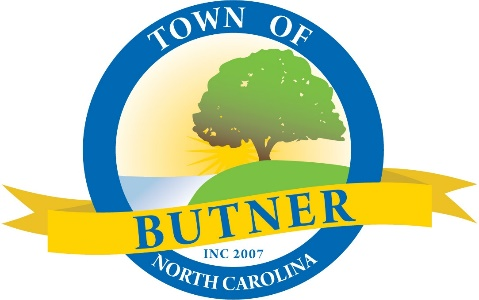 TOWN OF
BUTNER
INC 2007
NORTH CAROLINA